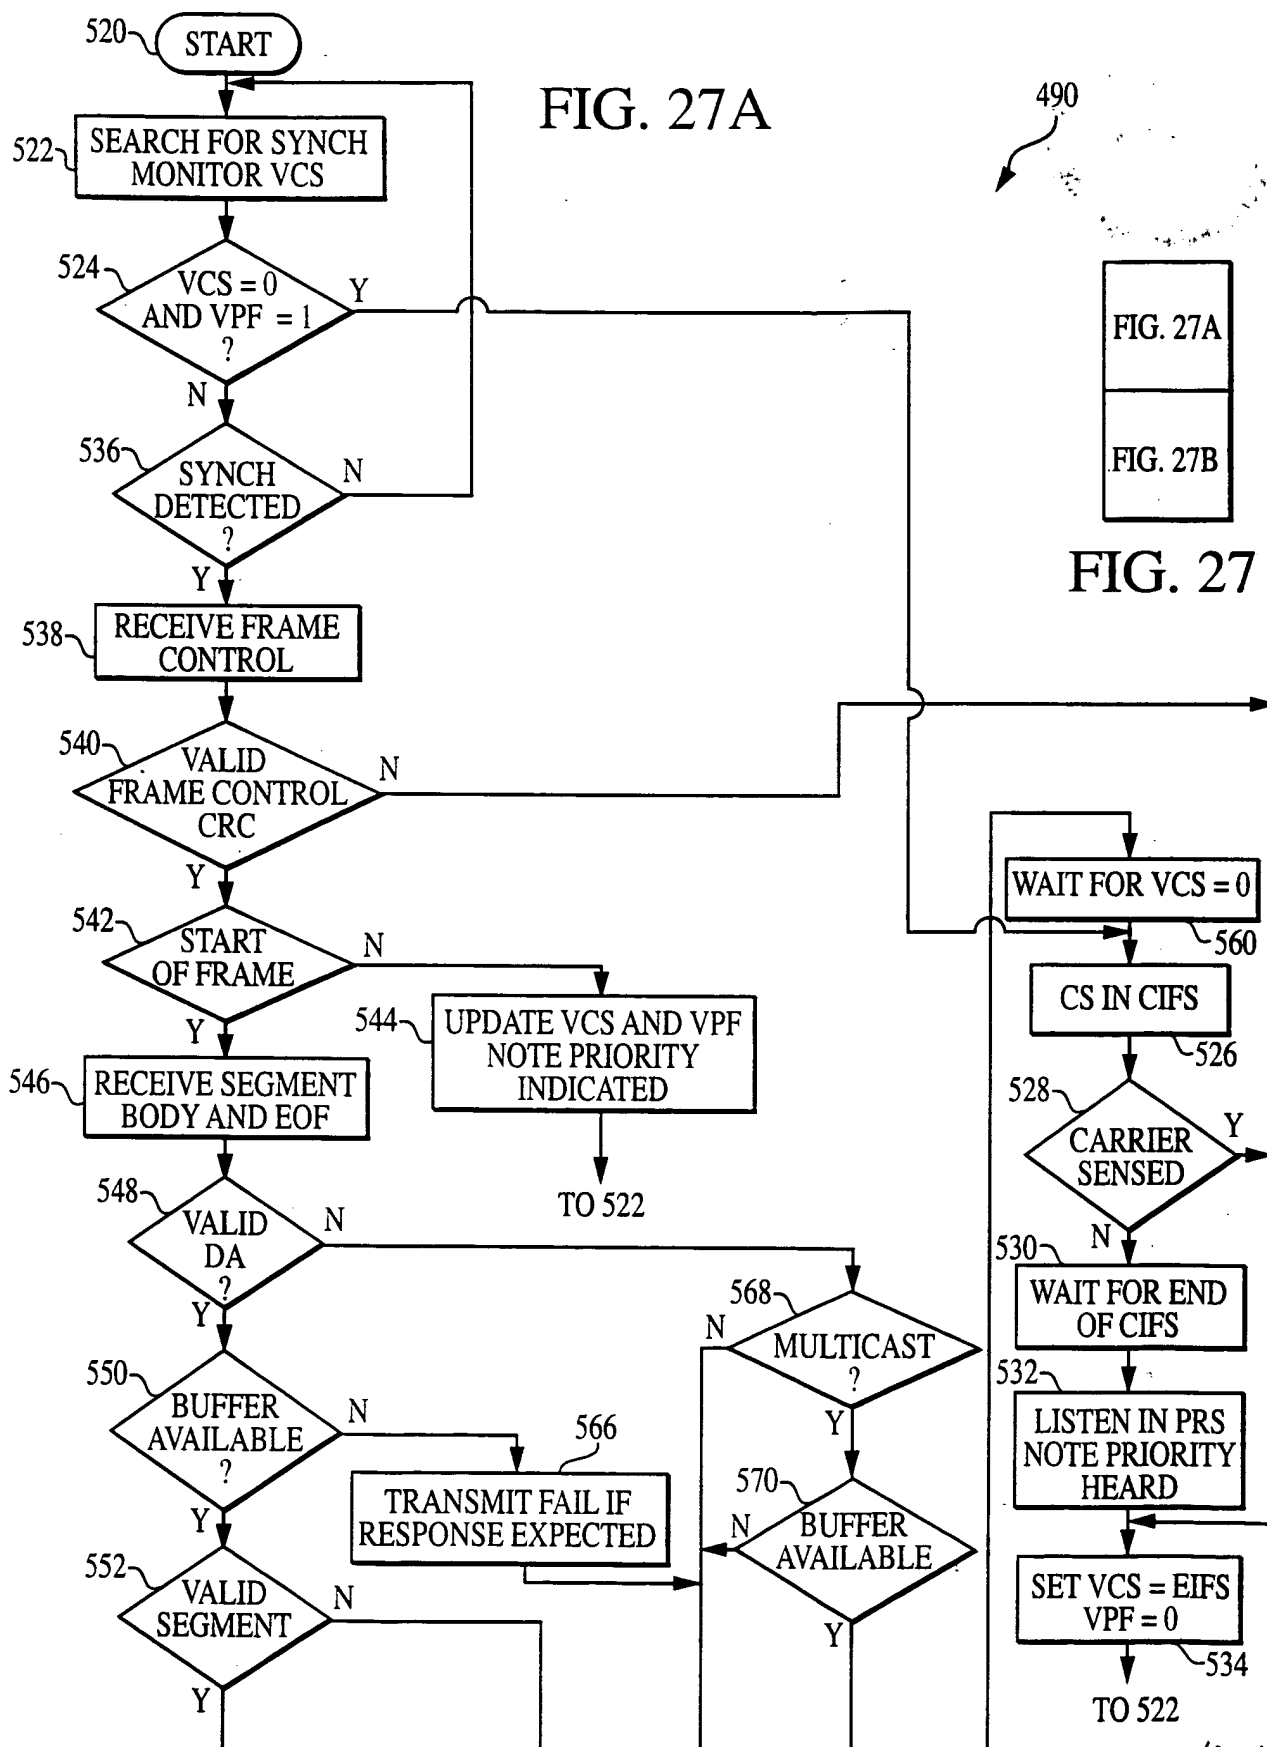 520
START
FIG. 27A
490
522
SEARCH FOR SYNCH
MONITOR VCS
524
VCS = 0
AND VPF = 1
?
Y
N
FIG. 27A
FIG. 27B
FIG. 27
536
SYNCH
DETECTED
?
N
Y
538
RECEIVE FRAME
CONTROL
540
VALID
FRAME CONTROL
CRC
N
Y
542
START
OF FRAME
N
Y
544
UPDATE VCS AND VPF
NOTE PRIORITY
INDICATED
TO 522
546
RECEIVE SEGMENT
BODY AND EOF
548
VALID
DA
?
N
Y
550
BUFFER
AVAILABLE
?
N
Y
566
TRANSMIT FAIL IF
RESPONSE EXPECTED
552
VALID
SEGMENT
N
Y
568
MULTICAST
?
N
Y
570
BUFFER
AVAILABLE
N
Y
WAIT FOR VCS = 0
560
CS IN CIFS
526
528
CARRIER
SENSED
Y
N
530
WAIT FOR END
OF CIFS
532
LISTEN IN PRS
NOTE PRIORITY
HEARD
SET VCS = EIFS
VPF = 0
534
TO 522